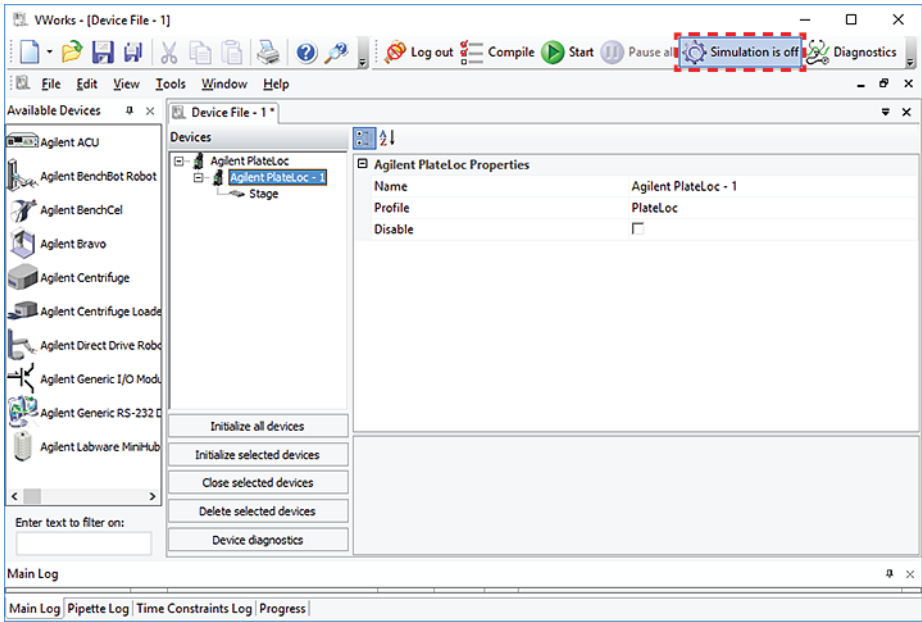 VWorks - [Device File - 1]
Log out Compile Start Pause all Simulation is off Diagnostics
File Edit View Tools Window Help
Available Devices
Device File - 1 *
Agilent ACU
Agilent BenchBot Robot
Agilent BenchCel
Agilent Bravo
Agilent Centrifuge
Agilent Centrifuge Loade
Agilent Direct Drive Robo
Agilent Generic I/O Modu
Agilent Generic RS-232 D
Agilent Labware MiniHub
Enter text to filter on:
Devices
Agilent PlateLoc
Agilent PlateLoc - 1
Stage
Initialize all devices
Initialize selected devices
Close selected devices
Delete selected devices
Device diagnostics
Agilent PlateLoc Properties
Name Agilent PlateLoc - 1
Profile PlateLoc
Disable
Main Log
Main Log Pipette Log Time Constraints Log Progress